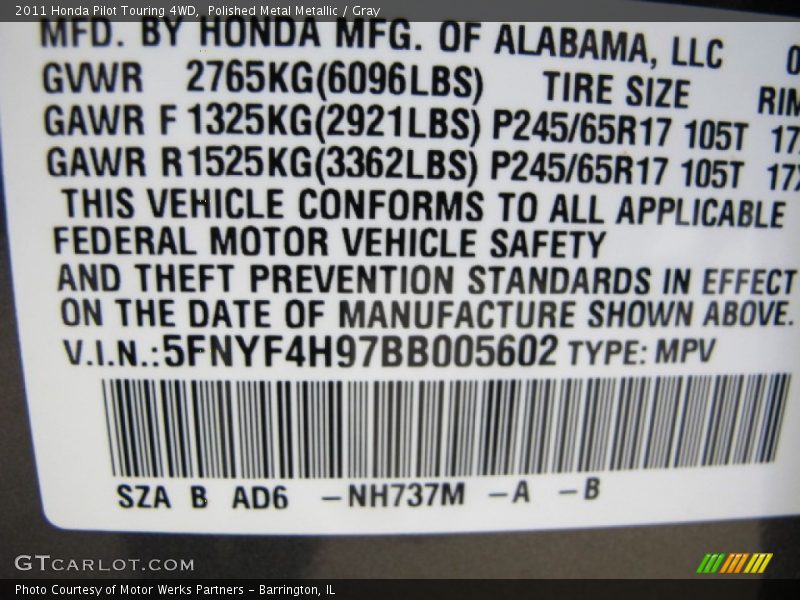 2011 Honda Pilot Touring 4WD,  Polished Metal Metallic / Gray
MFD. BY HONDA MFG. OF ALABAMA, LLC
GVWR 2765KG(6096LBS) TIRE SIZE
GAWR F 1325KG(2921LBS) P245/65R17 105T
GAWR R1525KG(3362LBS) P245/65R17 105T
THIS VEHICLE CONFORMS TO ALL APPLICABLE
FEDERAL MOTOR VEHICLE SAFETY
AND THEFT PREVENTION STANDARDS IN EFFECT
ON THE DATE OF MANUFACTURE SHOWN ABOVE.
V.I.N.:5FNYF4H97BB005602 TYPE: MPV
SZA B AD6 –NH737M –A –B
GTCARLOT.COM
Photo Courtesy of Motor Werks Partners – Barrington, IL